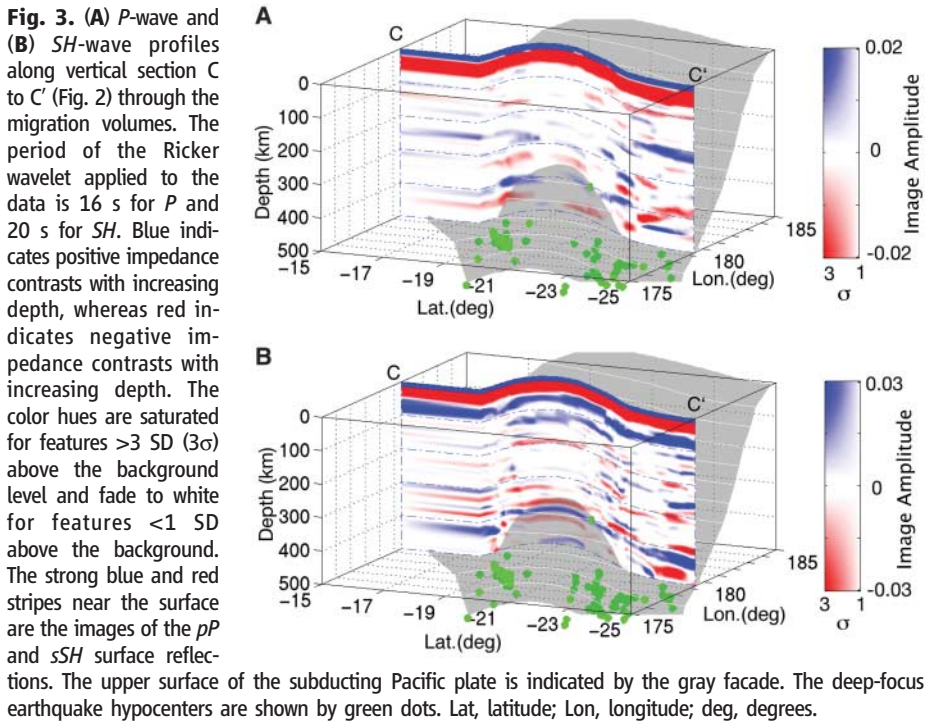 Fig. 3. (A) P-wave and
(B) SH-wave profiles
along vertical section C
to C′ (Fig. 2) through the
migration volumes. The
period of the Ricker
wavelet applied to the
data is 16 s for P and
20 s for SH. Blue indi-
cates positive impedance
contrasts with increasing
depth, whereas red in-
dicates negative im-
pedance contrasts with
increasing depth. The
color hues are saturated
for features >3 SD (3σ)
above the background
level and fade to white
for features <1 SD
above the background.
The strong blue and red
stripes near the surface
are the images of the pP
and sSH surface reflec-
tions. The upper surface of the subducting Pacific plate is indicated by the gray facade. The deep-focus
earthquake hypocenters are shown by green dots. Lat, latitude; Lon, longitude; deg, degrees.
A
C
C'
0
100
200
300
400
500
Depth (km)
−15
−17
−19
−21
−23
−25
Lat.(deg)
175
180
185
Lon.(deg)
0.02
0
-0.02
Image Amplitude
3 1
σ
B
C
C'
0
100
200
300
400
500
Depth (km)
−15
−17
−19
−21
−23
−25
Lat.(deg)
175
180
185
Lon.(deg)
0.03
0
-0.03
Image Amplitude
3 1
σ